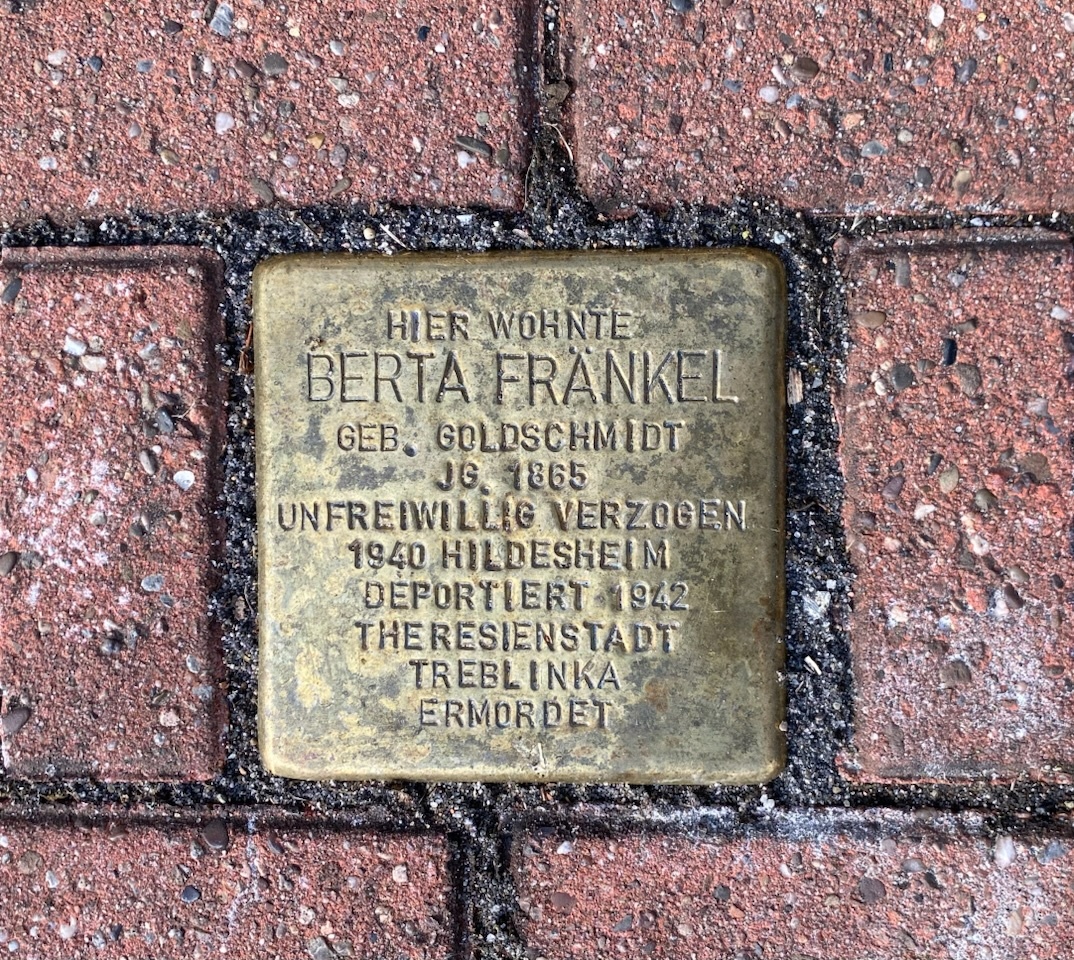 HIER WOHNTE
BERTA FRÄNKEL
GEB. GOLDSCHMIDT
JG. 1865
UNFREIWILLIG VERZOGEN
1940 HILDESHEIM
DEPORTIERT 1942
THERESIENSTADT
TREBLINKA
ERMORDET